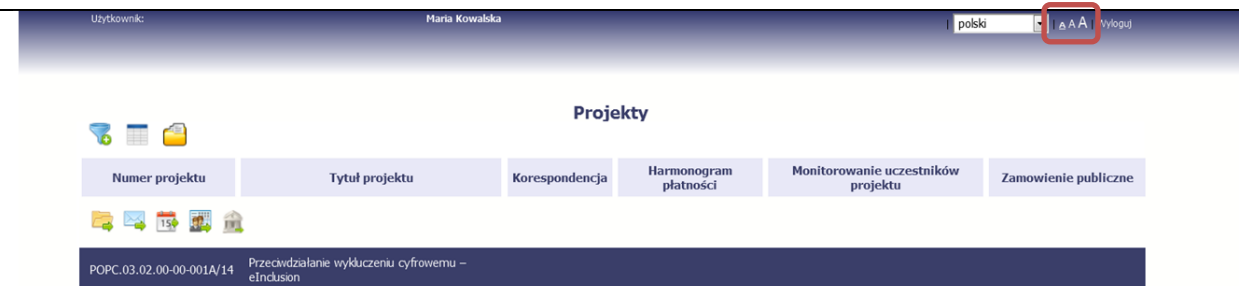 Użytkownik: Maria Kowalska | polski | A A A | Wyloguj
Projekty
Numer projektu Tytuł projektu Korespondencja Harmonogram płatności Monitorowanie uczestników projektu Zamowienie publiczne
15
POPC.03.02.00-00-001A/14 Przeciwdziałanie wykluczeniu cyfrowemu –
eInclusion